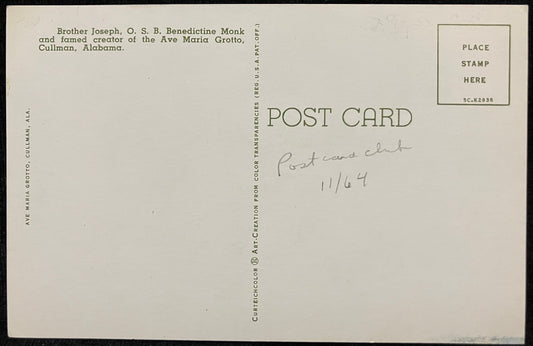 Brother Joseph, O. S. B. Benedictine Monk
and famed creator of the Ave Maria Grotto,
Cullman, Alabama.
AVE MARIA GROTTO, CULLMAN, ALA.
CURTEICHCOLOR ® ART-CREATION FROM COLOR TRANSPARENCIES (REG. U.S.A. PAT. OFF.)
POST CARD
Postcard club
11/64
PLACE
STAMP
HERE
5C-K2836